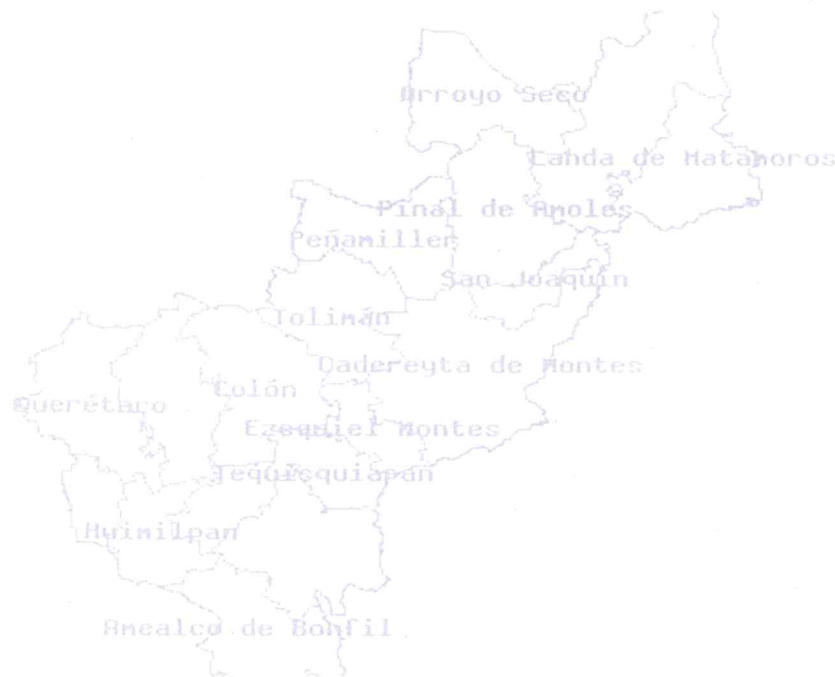 Arroyo Seco
Landa de Matamoros
Pinal de Amoles
Peñamiller
San Joaquín
Tolimán
Cadereyta de Montes
Colón
Querétaro
Ezequiel Montes
Tequisquiapan
Huimilpan
Amealco de Bonfil